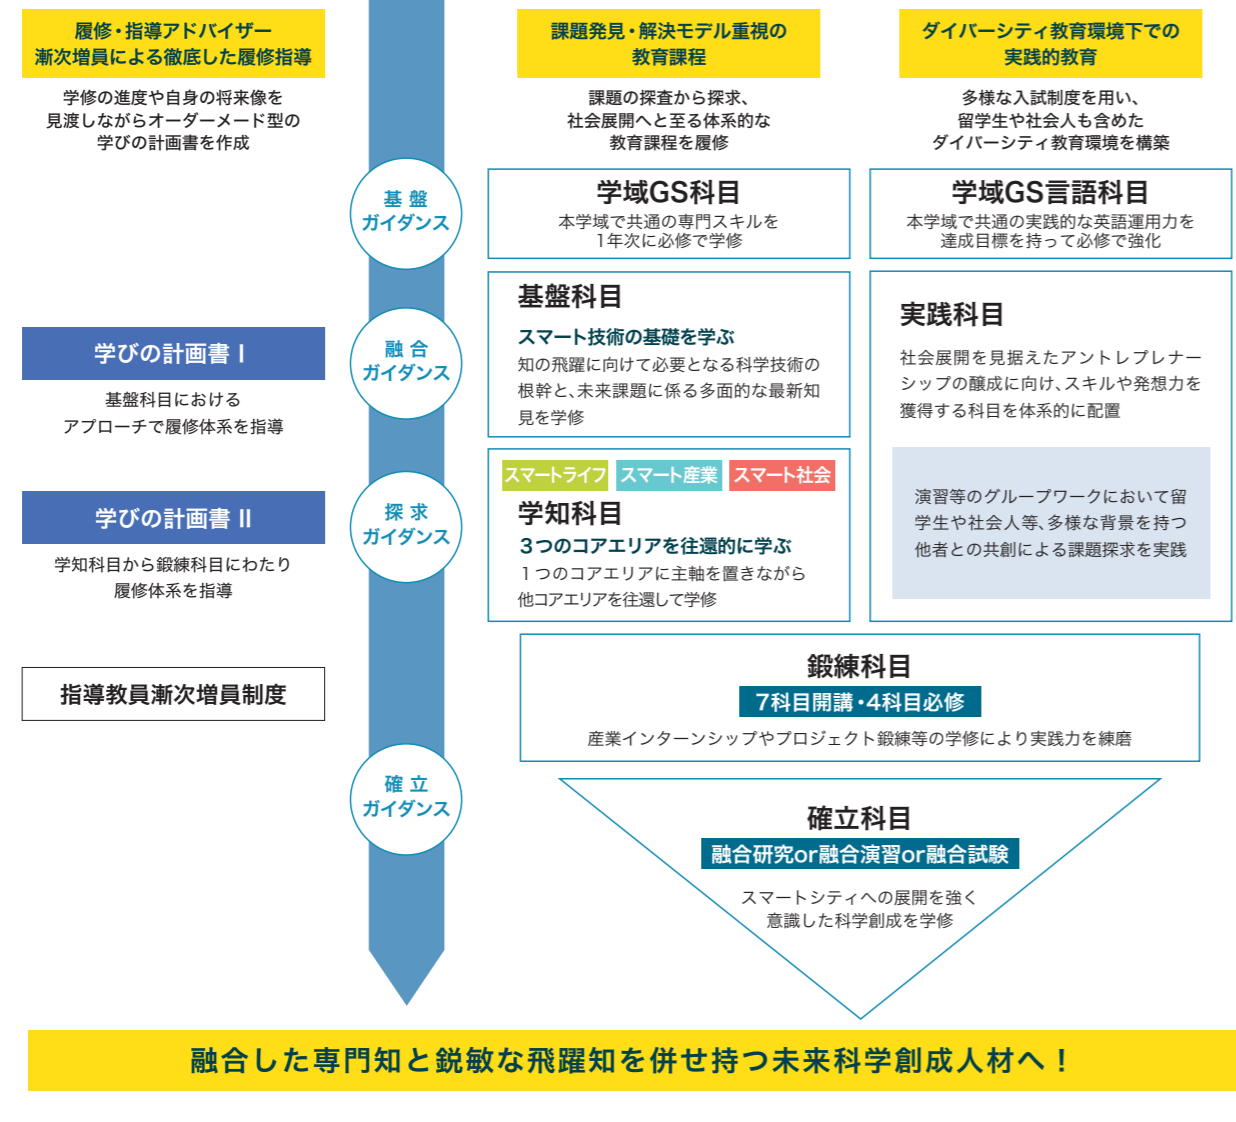 履修・指導アドバイザー
漸次増員による徹底した履修指導
学修の進度や自身の将来像を
見渡しながらオーダーメード型の
学びの計画書を作成
学びの計画書 I
基盤科目における
アプローチで履修体系を指導
学びの計画書 II
学知科目から鍛練科目にわたり
履修体系を指導
指導教員漸次増員制度
基 盤
ガイダンス
融 合
ガイダンス
探 求
ガイダンス
確 立
ガイダンス
課題発見・解決モデル重視の
教育課程
課題の探査から探求、
社会展開へと至る体系的な
教育課程を履修
学域GS科目
本学域で共通の専門スキルを
1年次に必修で学修
基盤科目
スマート技術の基礎を学ぶ
知の飛躍に向けて必要となる科学技術の
根幹と、未来課題に係る多面的な最新知
見を学修
スマートライフ
スマート産業
スマート社会
学知科目
3つのコアエリアを往還的に学ぶ
1つのコアエリアに主軸を置きながら
他コアエリアを往還して学修
ダイバーシティ教育環境下での
実践的教育
多様な入試制度を用い、
留学生や社会人も含めた
ダイバーシティ教育環境を構築
学域GS言語科目
本学域で共通の実践的な英語運用力を
達成目標を持って必修で強化
実践科目
社会展開を見据えたアントレプレナー
シップの醸成に向け、スキルや発想力を
獲得する科目を体系的に配置
演習等のグループワークにおいて留
学生や社会人等、多様な背景を持つ
他者との共創による課題探求を実践
鍛練科目
7科目開講・4科目必修
産業インターンシップやプロジェクト鍛練等の学修により実践力を練磨
確立科目
融合研究or融合演習or融合試験
スマートシティへの展開を強く
意識した科学創成を学修
融合した専門知と鋭敏な飛躍知を併せ持つ未来科学創成人材へ！